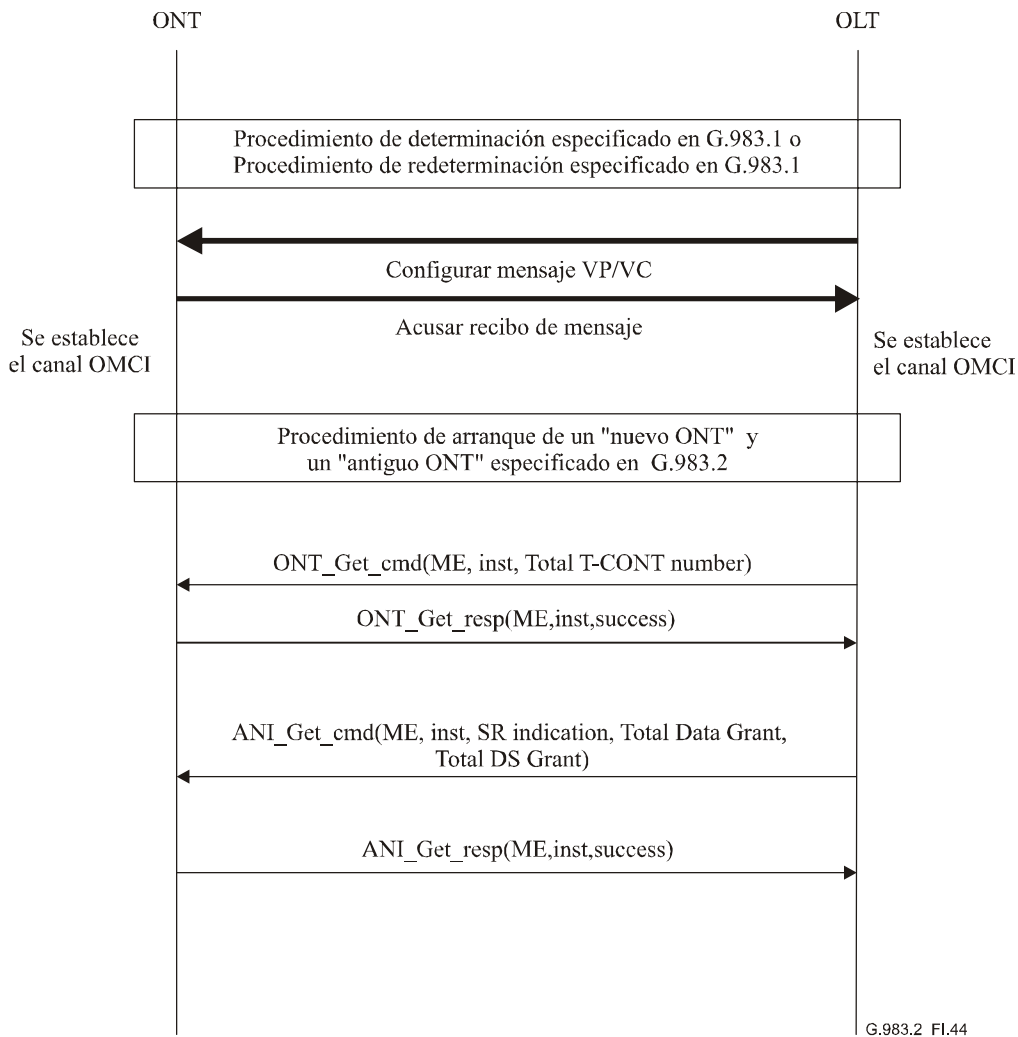 ONT
OLT
Procedimiento de determinación especificado en G.983.1 o
Procedimiento de redeterminación especificado en G.983.1
Configurar mensaje VP/VC
Acusar recibo de mensaje
Se establece
el canal OMCI
Se establece
el canal OMCI
Procedimiento de arranque de un "nuevo ONT" y
un "antiguo ONT" especificado en G.983.2
ONT_Get_cmd(ME, inst, Total T-CONT number)
ONT_Get_resp(ME,inst,success)
ANI_Get_cmd(ME, inst, SR indication, Total Data Grant,
Total DS Grant)
ANI_Get_resp(ME,inst,success)
G.983.2_FI.44